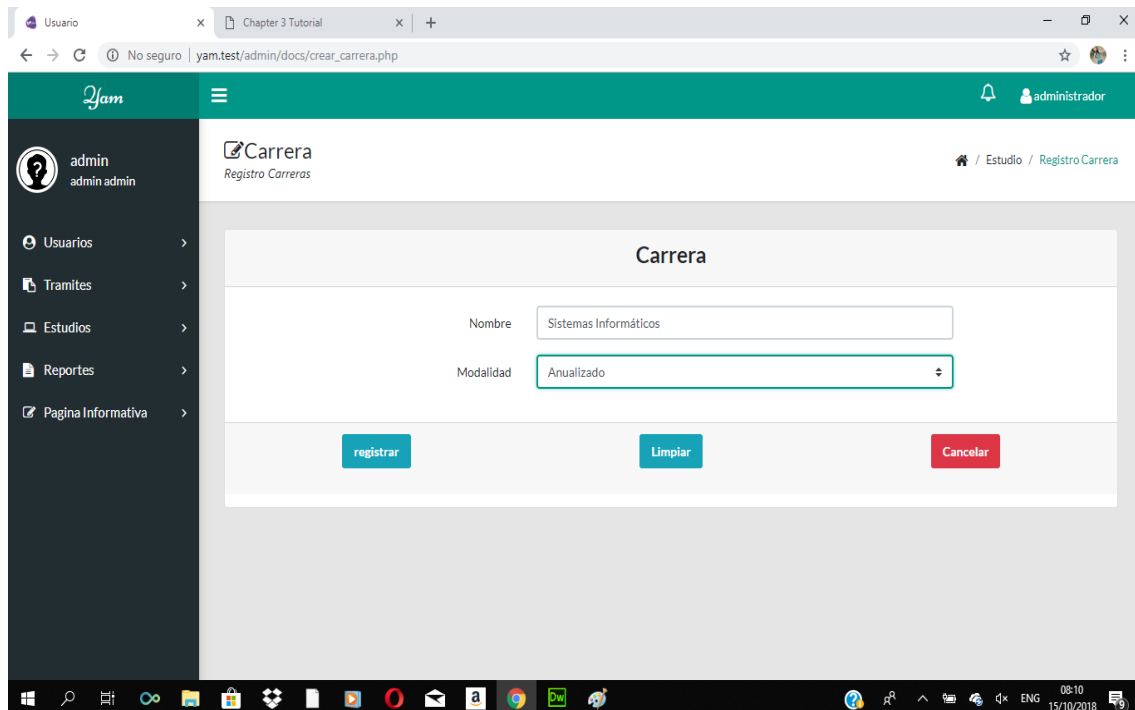 Usuario
Chapter 3 Tutorial
No seguro | yam.test/admin/docs/crear_carrera.php
Yam
administrador
admin
admin admin
Carrera
Registro Carreras
/ Estudio / Registro Carrera
Usuarios
Tramites
Estudios
Reportes
Pagina Informativa
Carrera
Nombre
Sistemas Informáticos
Modalidad
Anualizado
registrar
Limpiar
Cancelar
a
Dw
ENG
08:10
15/10/2018